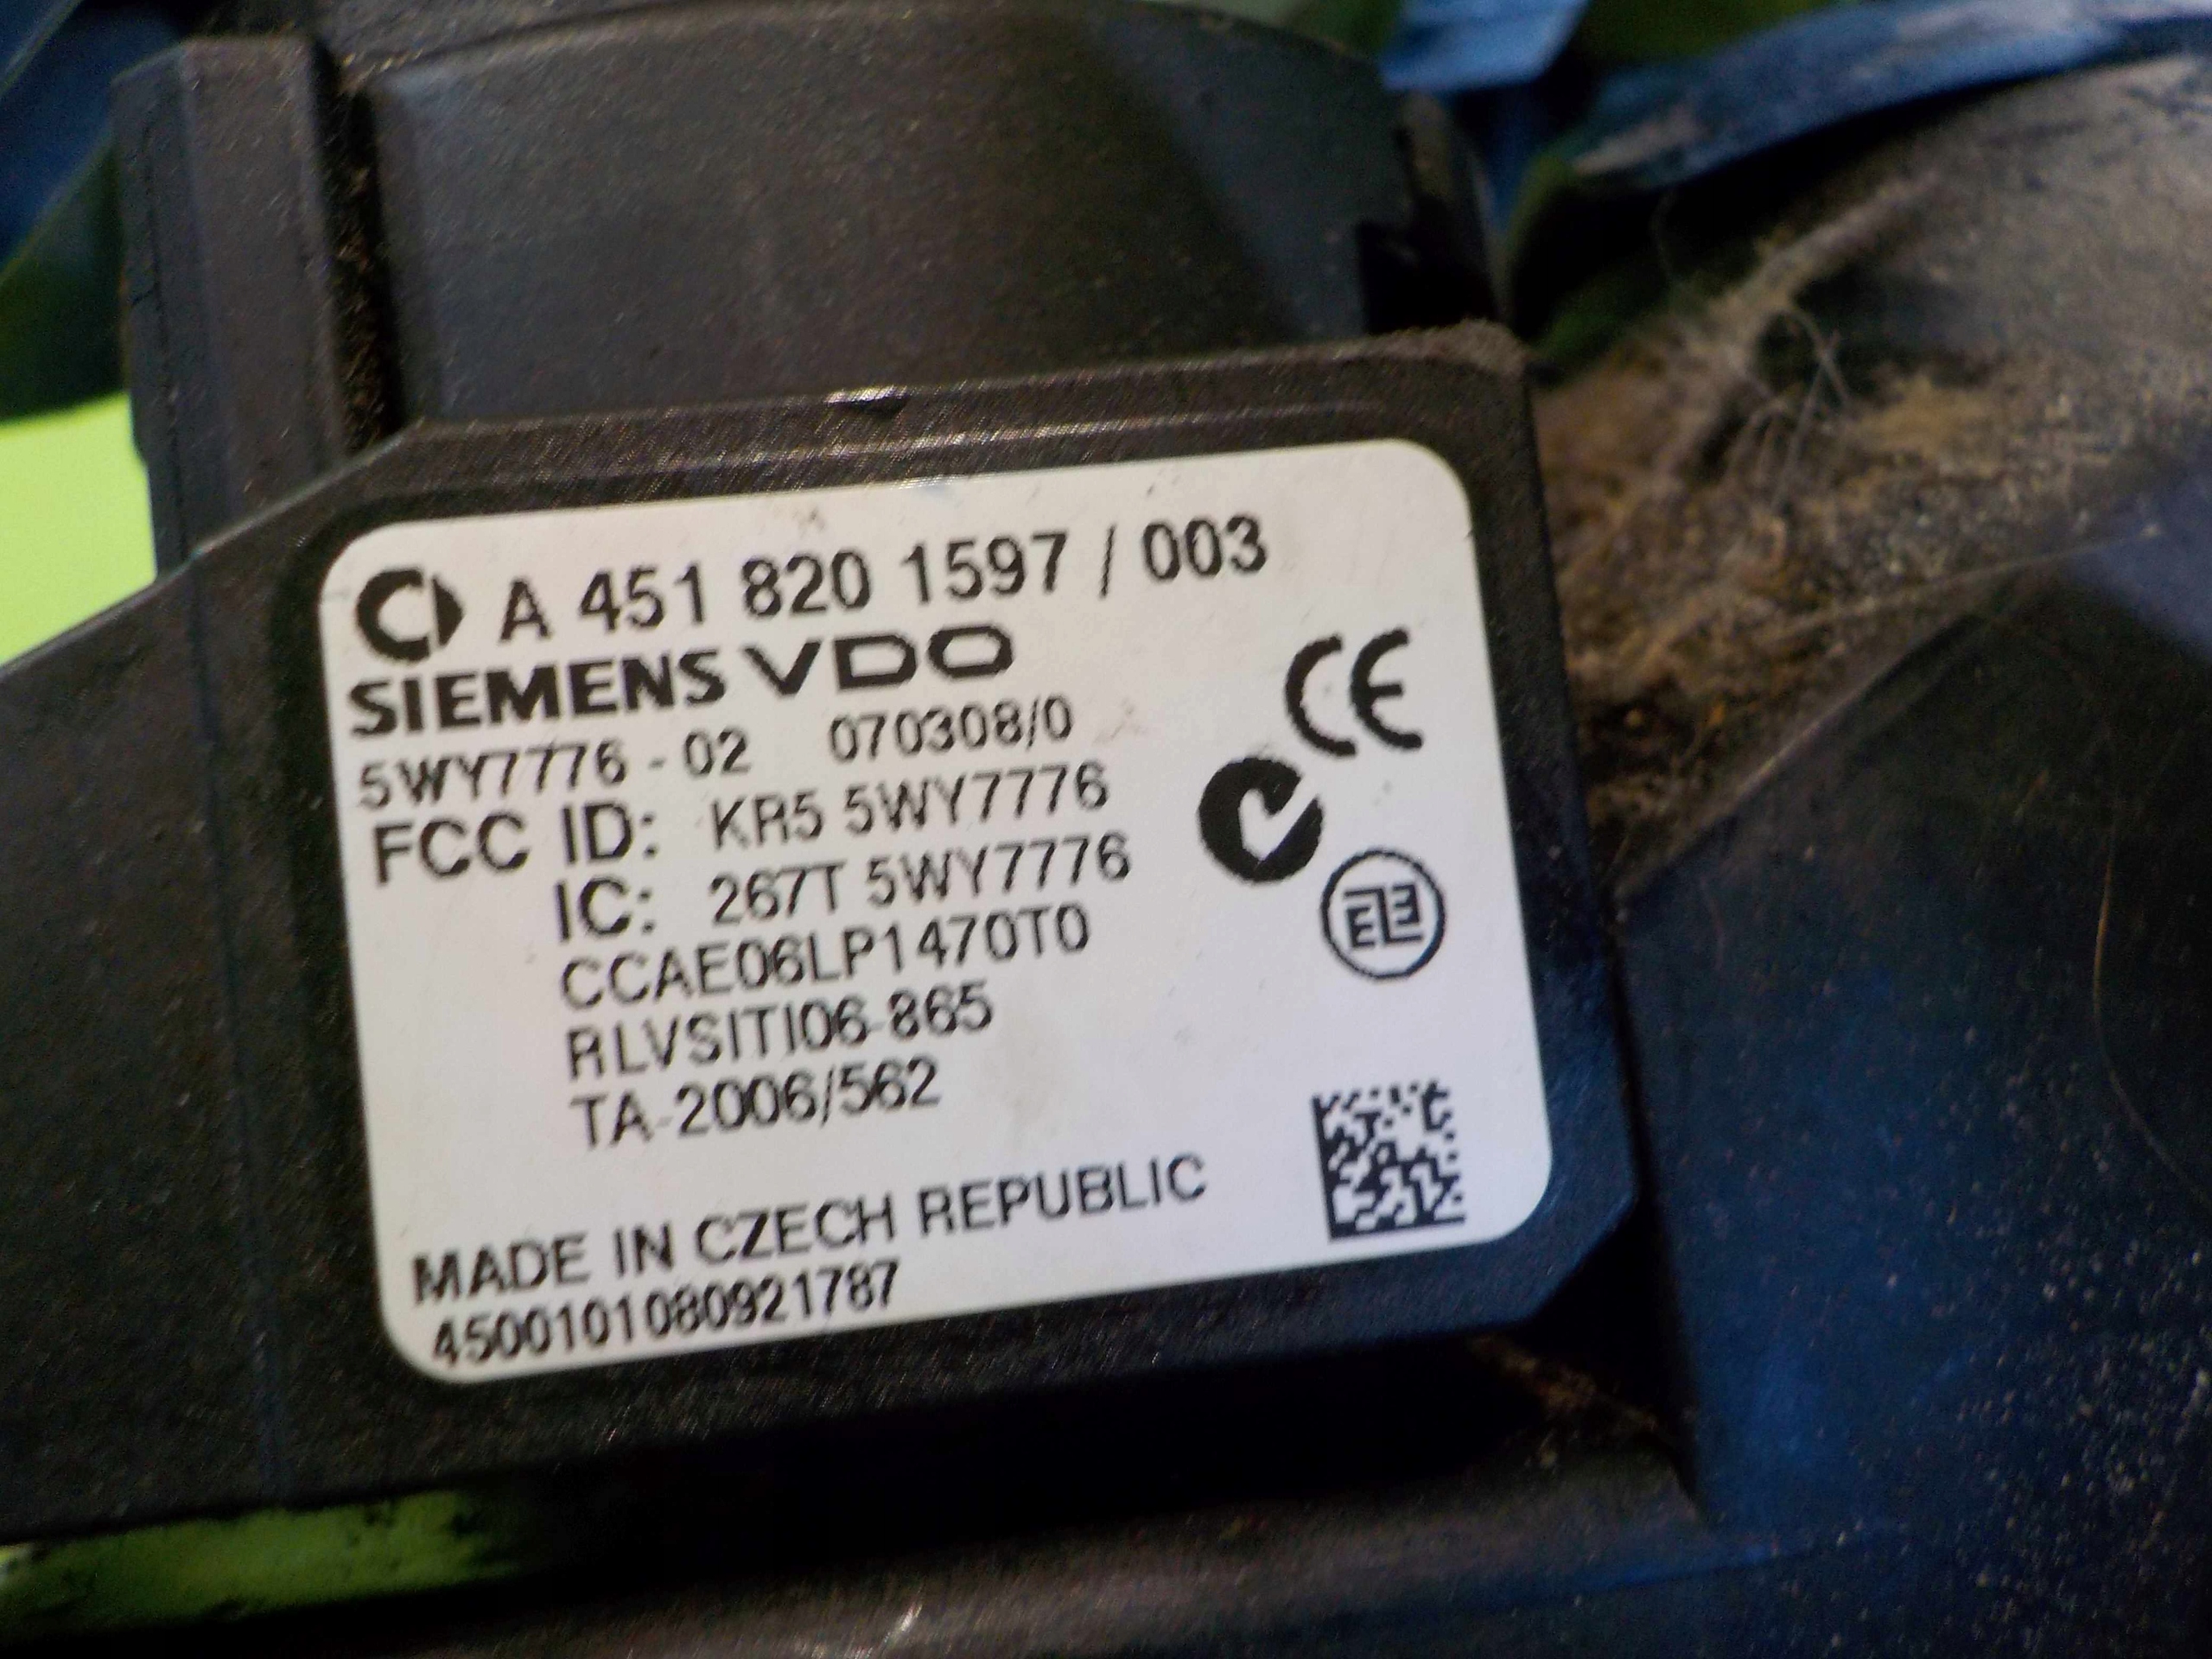 A 451 820 1597 / 003
SIEMENS VDO
5WY7776 - 02 070308/0
FCC ID: KR5 5WY7776
IC: 267T 5WY7776
CCAE06LP1470T0
RLVSITI06-865
TA-2006/562
CE
MADE IN CZECH REPUBLIC
4500101080921787